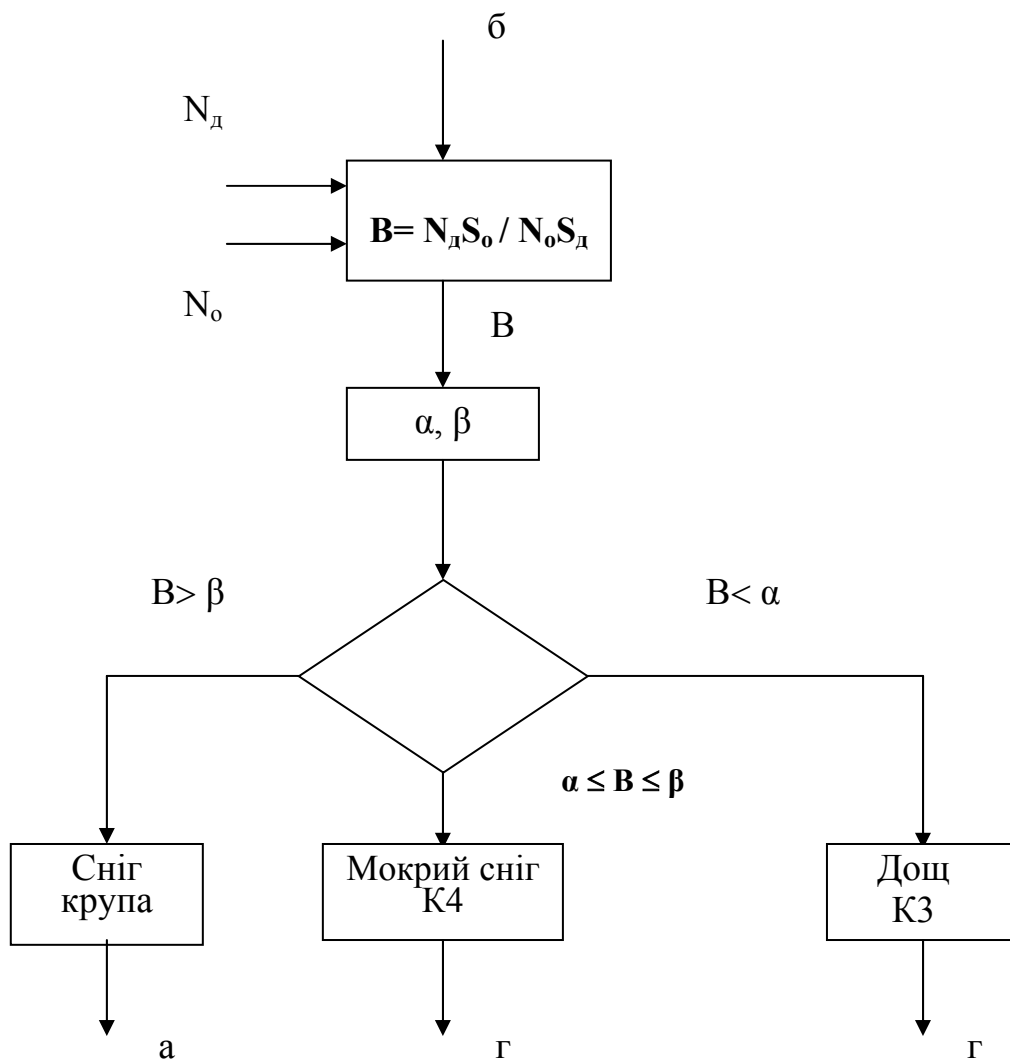 б
Nд
B= NдSо / NоSд
Nо
В
α, β
В> β
В< α
α ≤ В ≤ β
Сніг
крупа
Мокрий сніг
К4
Дощ
К3
а
г
г